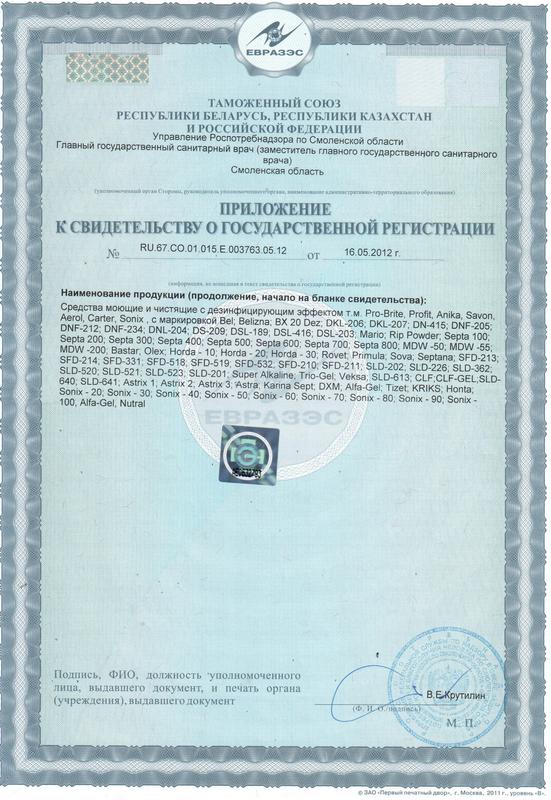 ЕВРАЗЭС
ТАМОЖЕННЫЙ СОЮЗ
РЕСПУБЛИКИ БЕЛАРУСЬ, РЕСПУБЛИКИ КАЗАХСТАН
И РОССИЙСКОЙ ФЕДЕРАЦИИ
Управление Роспотребнадзора по Смоленской области
Главный государственный санитарный врач (заместитель главного государственного санитарного
врача)
Смоленская область
(уполномоченный орган Стороны, руководитель уполномоченного органа, наименование административно-территориального образования)
ПРИЛОЖЕНИЕ
К СВИДЕТЕЛЬСТВУ О ГОСУДАРСТВЕННОЙ РЕГИСТРАЦИИ
№ RU.67.CO.01.015.E.003763.05.12 от 16.05.2012 г.
(информация, не вошедшая в текст свидетельства о государственной регистрации)
Наименование продукции (продолжение, начало на бланке свидетельства):
Средства моющие и чистящие с дезинфицирующим эффектом т.м. Pro-Brite, Profit, Anika, Savon,
Aerol, Carter, Sonix , с маркировкой Bel; Belizna; BX 20 Dez; DKL-206; DKL-207; DN-415; DNF-205;
DNF-212; DNF-234; DNL-204; DS-209; DSL-189; DSL-416; DSL-203; Mario; Rip Powder; Septa 100;
Septa 200; Septa 300; Septa 400; Septa 500; Septa 600; Septa 700; Septa 800; MDW -50; MDW -55;
MDW -200; Bastar; Olex; Horda - 10; Horda - 20; Horda - 30; Rovet; Primula; Sova; Septana; SFD-213;
SFD-214, SFD-331; SFD-518; SFD-519, SFD-532; SFD-210; SFD-211; SLD-202; SLD-226; SLD-362;
SLD-520; SLD-521, SLD-523; SLD-201; Super Alkaline, Trio-Gel; Veksa, SLD-613; CLF;CLF-GEL;SLD-
640; SLD-641; Astrix 1, Astrix 2; Astrix 3; Astra; Karina Sept; DXM, Alfa-Gel; Tizet; KRIKS; Honta;
Sonix - 20; Sonix - 30; Sonix - 40; Sonix - 50; Sonix - 60; Sonix - 70; Sonix - 80; Sonix - 90; Sonix -
100, Alfa-Gel, Nutral
ЕВРАЗЭС
Подпись, ФИО, должность уполномоченного
лица, выдавшего документ, и печать органа
(учреждения), выдавшего документ
В.Е.Крутилин
(Ф. И. О./подпись)
М. П.
© ЗАО «Первый печатный двор», г. Москва, 2011 г., уровень «В».